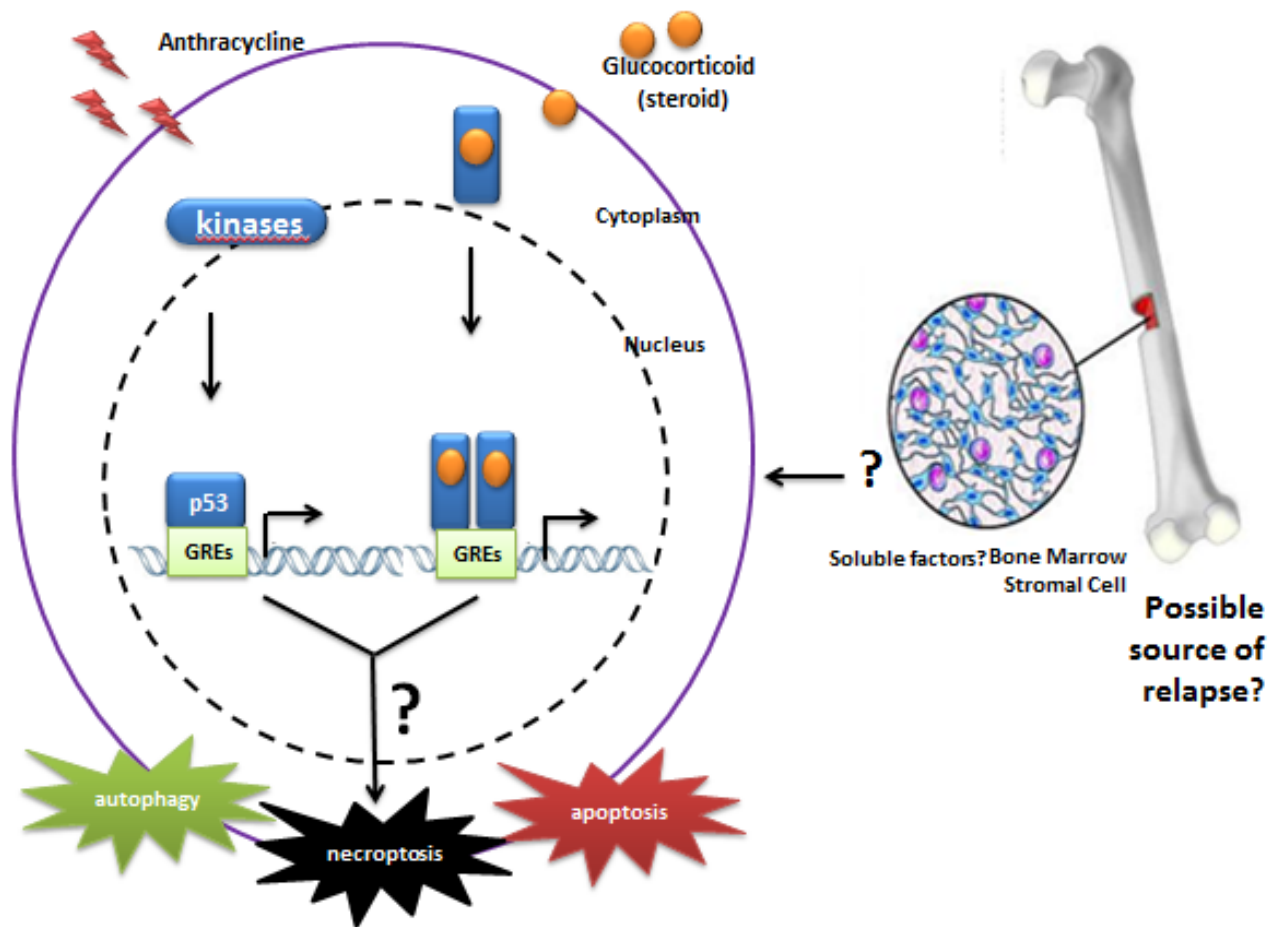 Anthracycline
Glucocorticoid
(steroid)
kinases
Cytoplasm
Nucleus
p53
GREs
GREs
?
?
Soluble factors?
Bone Marrow
Stromal Cell
Possible
source of
relapse?
autophagy
necroptosis
apoptosis